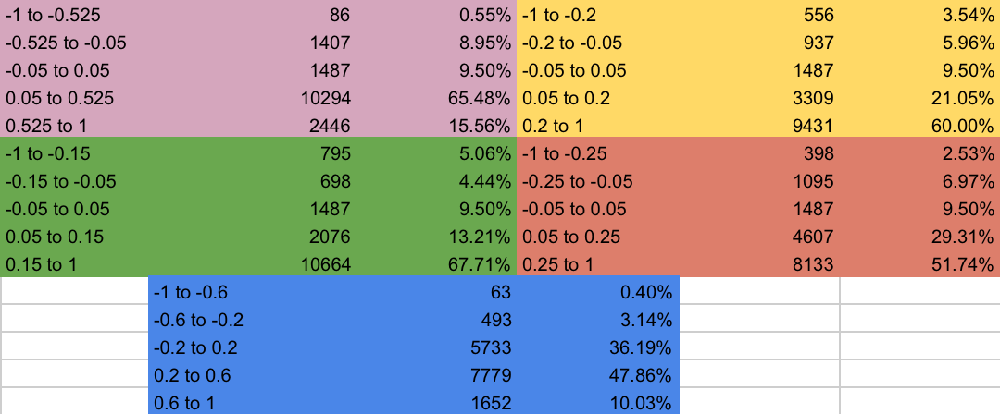 -1 to -0.525 86 0.55% -1 to -0.2 556 3.54%
-0.525 to -0.05 1407 8.95% -0.2 to -0.05 937 5.96%
-0.05 to 0.05 1487 9.50% -0.05 to 0.05 1487 9.50%
0.05 to 0.525 10294 65.48% 0.05 to 0.2 3309 21.05%
0.525 to 1 2446 15.56% 0.2 to 1 9431 60.00%
-1 to -0.15 795 5.06% -1 to -0.25 398 2.53%
-0.15 to -0.05 698 4.44% -0.25 to -0.05 1095 6.97%
-0.05 to 0.05 1487 9.50% -0.05 to 0.05 1487 9.50%
0.05 to 0.15 2076 13.21% 0.05 to 0.25 4607 29.31%
0.15 to 1 10664 67.71% 0.25 to 1 8133 51.74%
-1 to -0.6 63 0.40%
-0.6 to -0.2 493 3.14%
-0.2 to 0.2 5733 36.19%
0.2 to 0.6 7779 47.86%
0.6 to 1 1652 10.03%